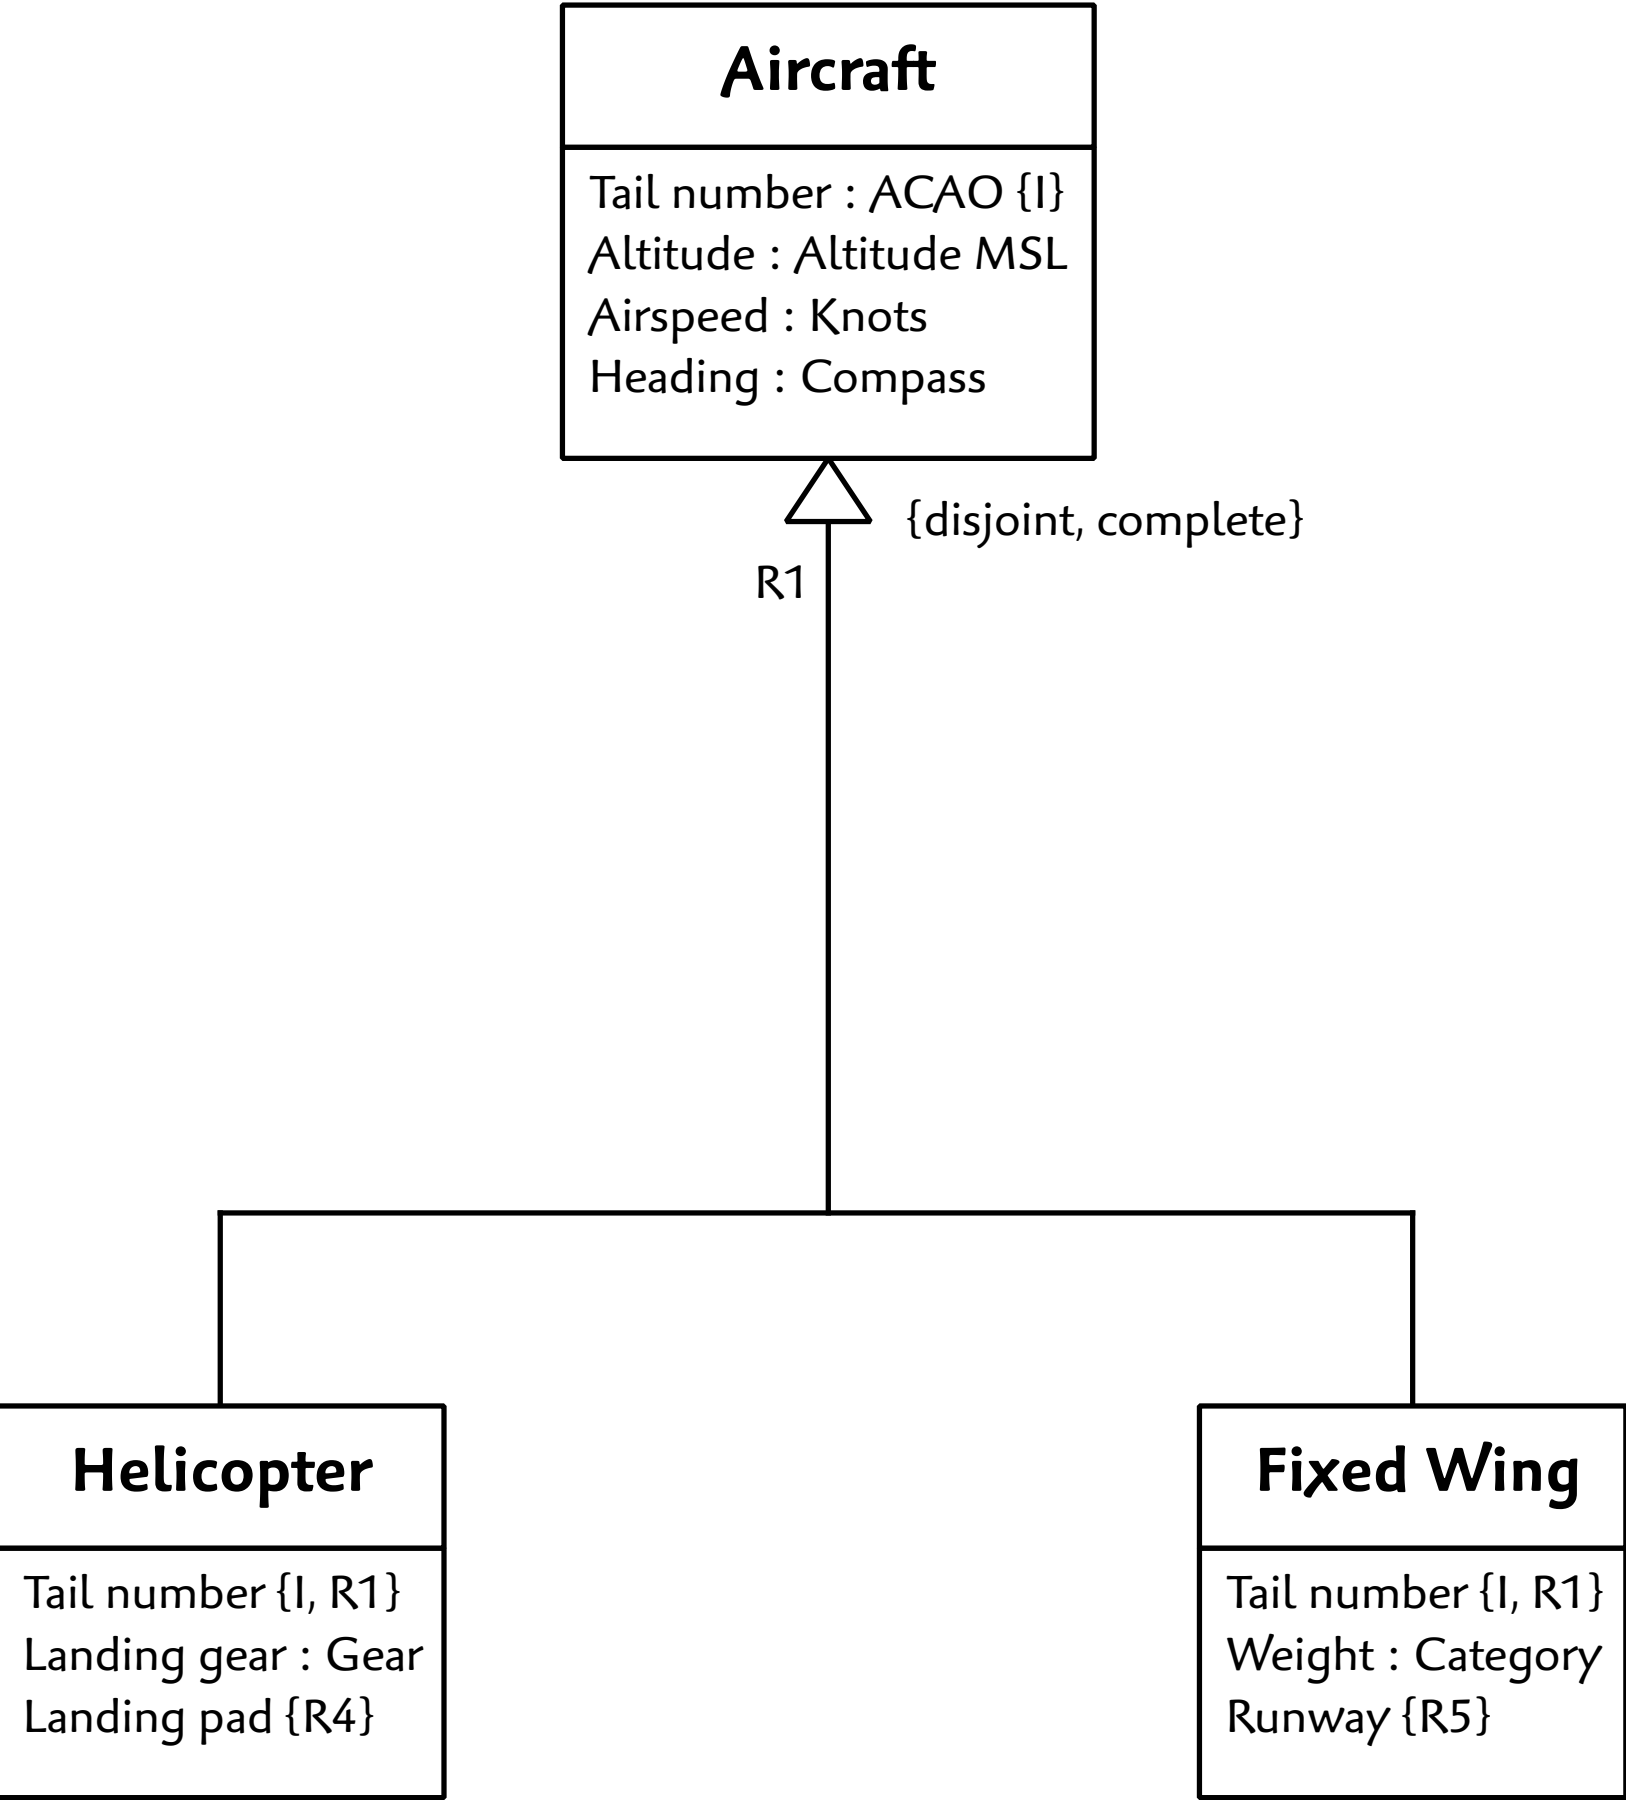 Aircraft
Tail number : ACAO {I}
Altitude : Altitude MSL
Airspeed : Knots
Heading : Compass
{disjoint, complete}
R1
Helicopter
Tail number {I, R1}
Landing gear : Gear
Landing pad {R4}
Fixed Wing
Tail number {I, R1}
Weight : Category
Runway {R5}